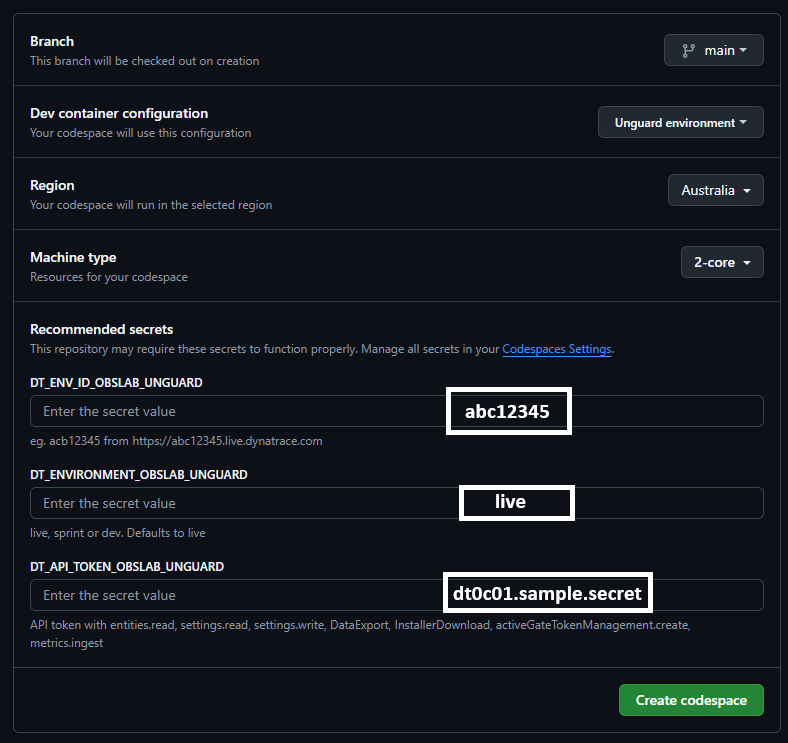 Branch
This branch will be checked out on creation
main
Dev container configuration
Your codespace will use this configuration
Unguard environment
Region
Your codespace will run in the selected region
Australia
Machine type
Resources for your codespace
2-core
Recommended secrets
This repository may require these secrets to function properly. Manage all secrets in your Codespaces Settings.
DT_ENV_ID_OBSLAB_UNGUARD
Enter the secret value
abc12345
eg. acb12345 from https://abc12345.live.dynatrace.com
DT_ENVIRONMENT_OBSLAB_UNGUARD
Enter the secret value
live
live, sprint or dev. Defaults to live
DT_API_TOKEN_OBSLAB_UNGUARD
Enter the secret value
dt0c01.sample.secret
API token with entities.read, settings.read, settings.write, DataExport, InstallerDownload, activeGateTokenManagement.create,
metrics.ingest
Create codespace